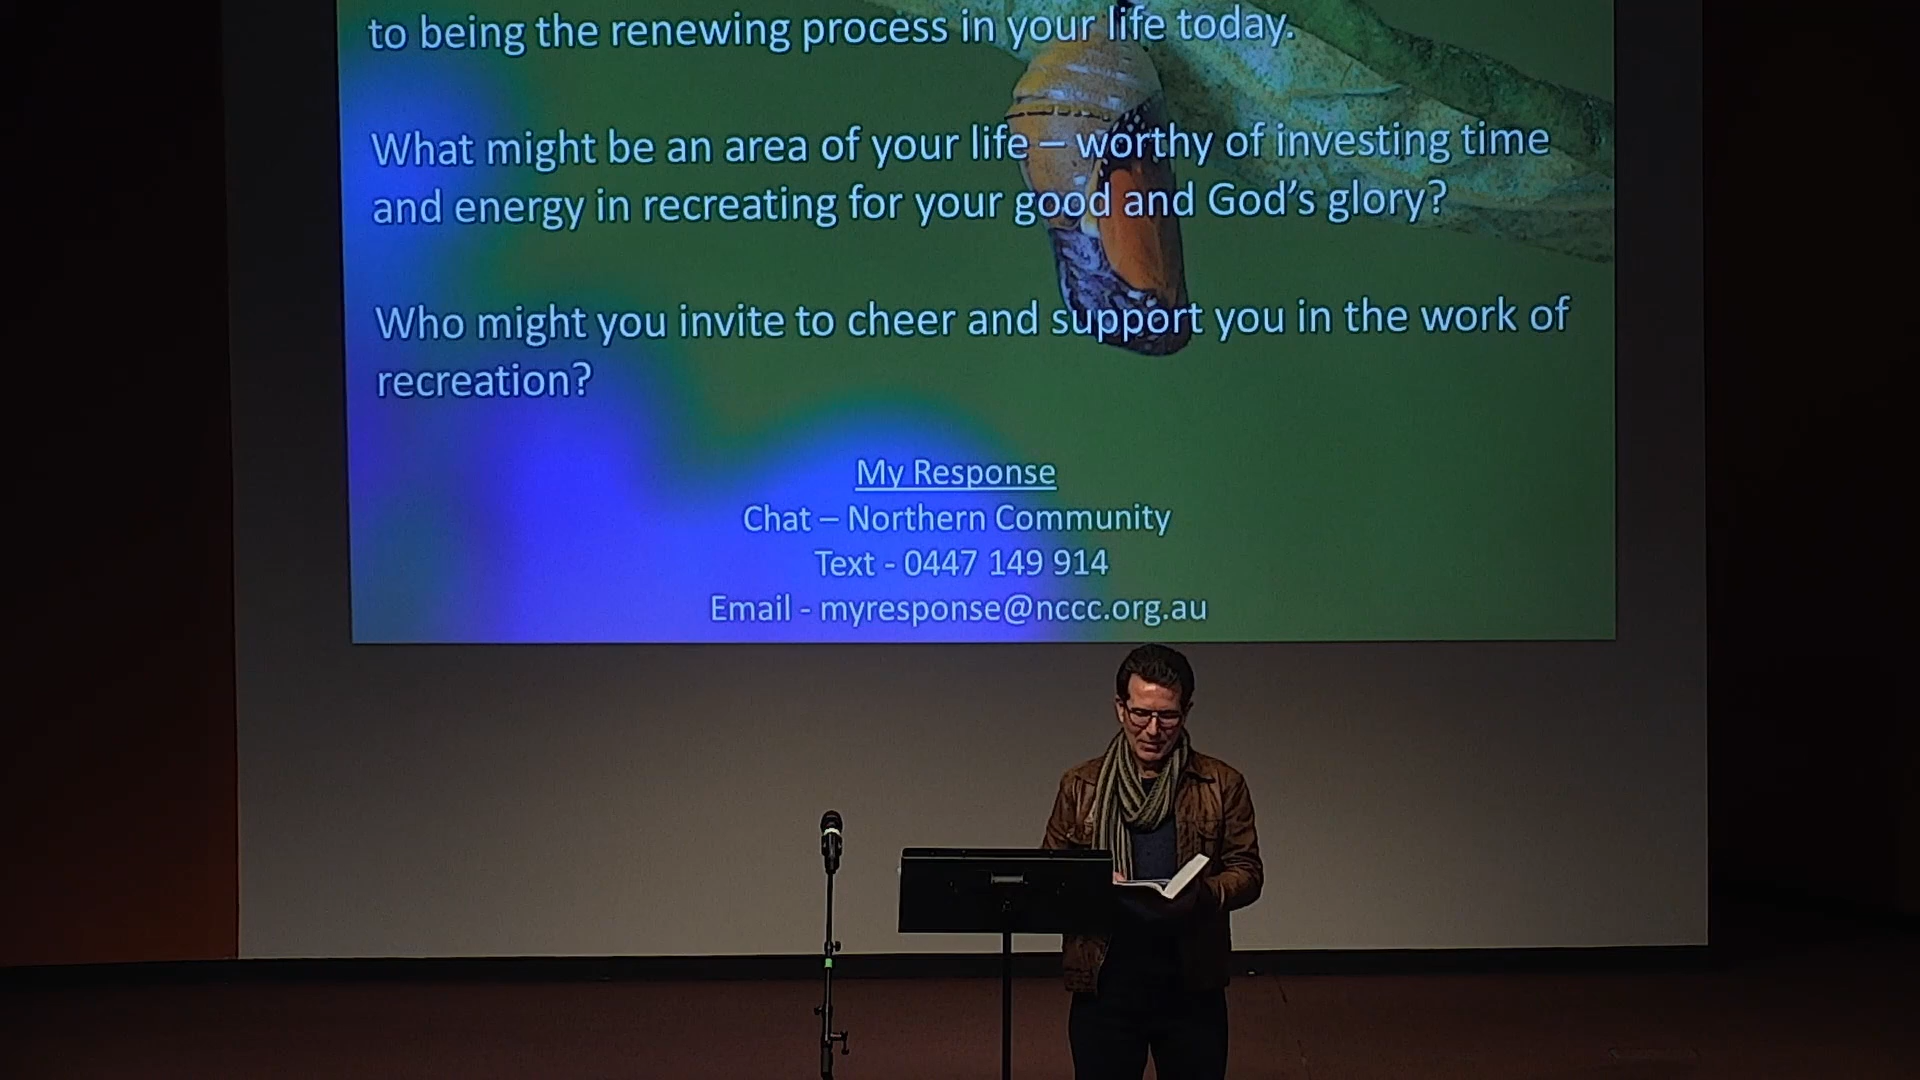 to being the renewing process in your life today.
What might be an area of your life – worthy of investing time
and energy in recreating for your good and God's glory?
Who might you invite to cheer and support you in the work of
recreation?
My Response
Chat – Northern Community
Text - 0447 149 914
Email - myresponse@nccc.org.au